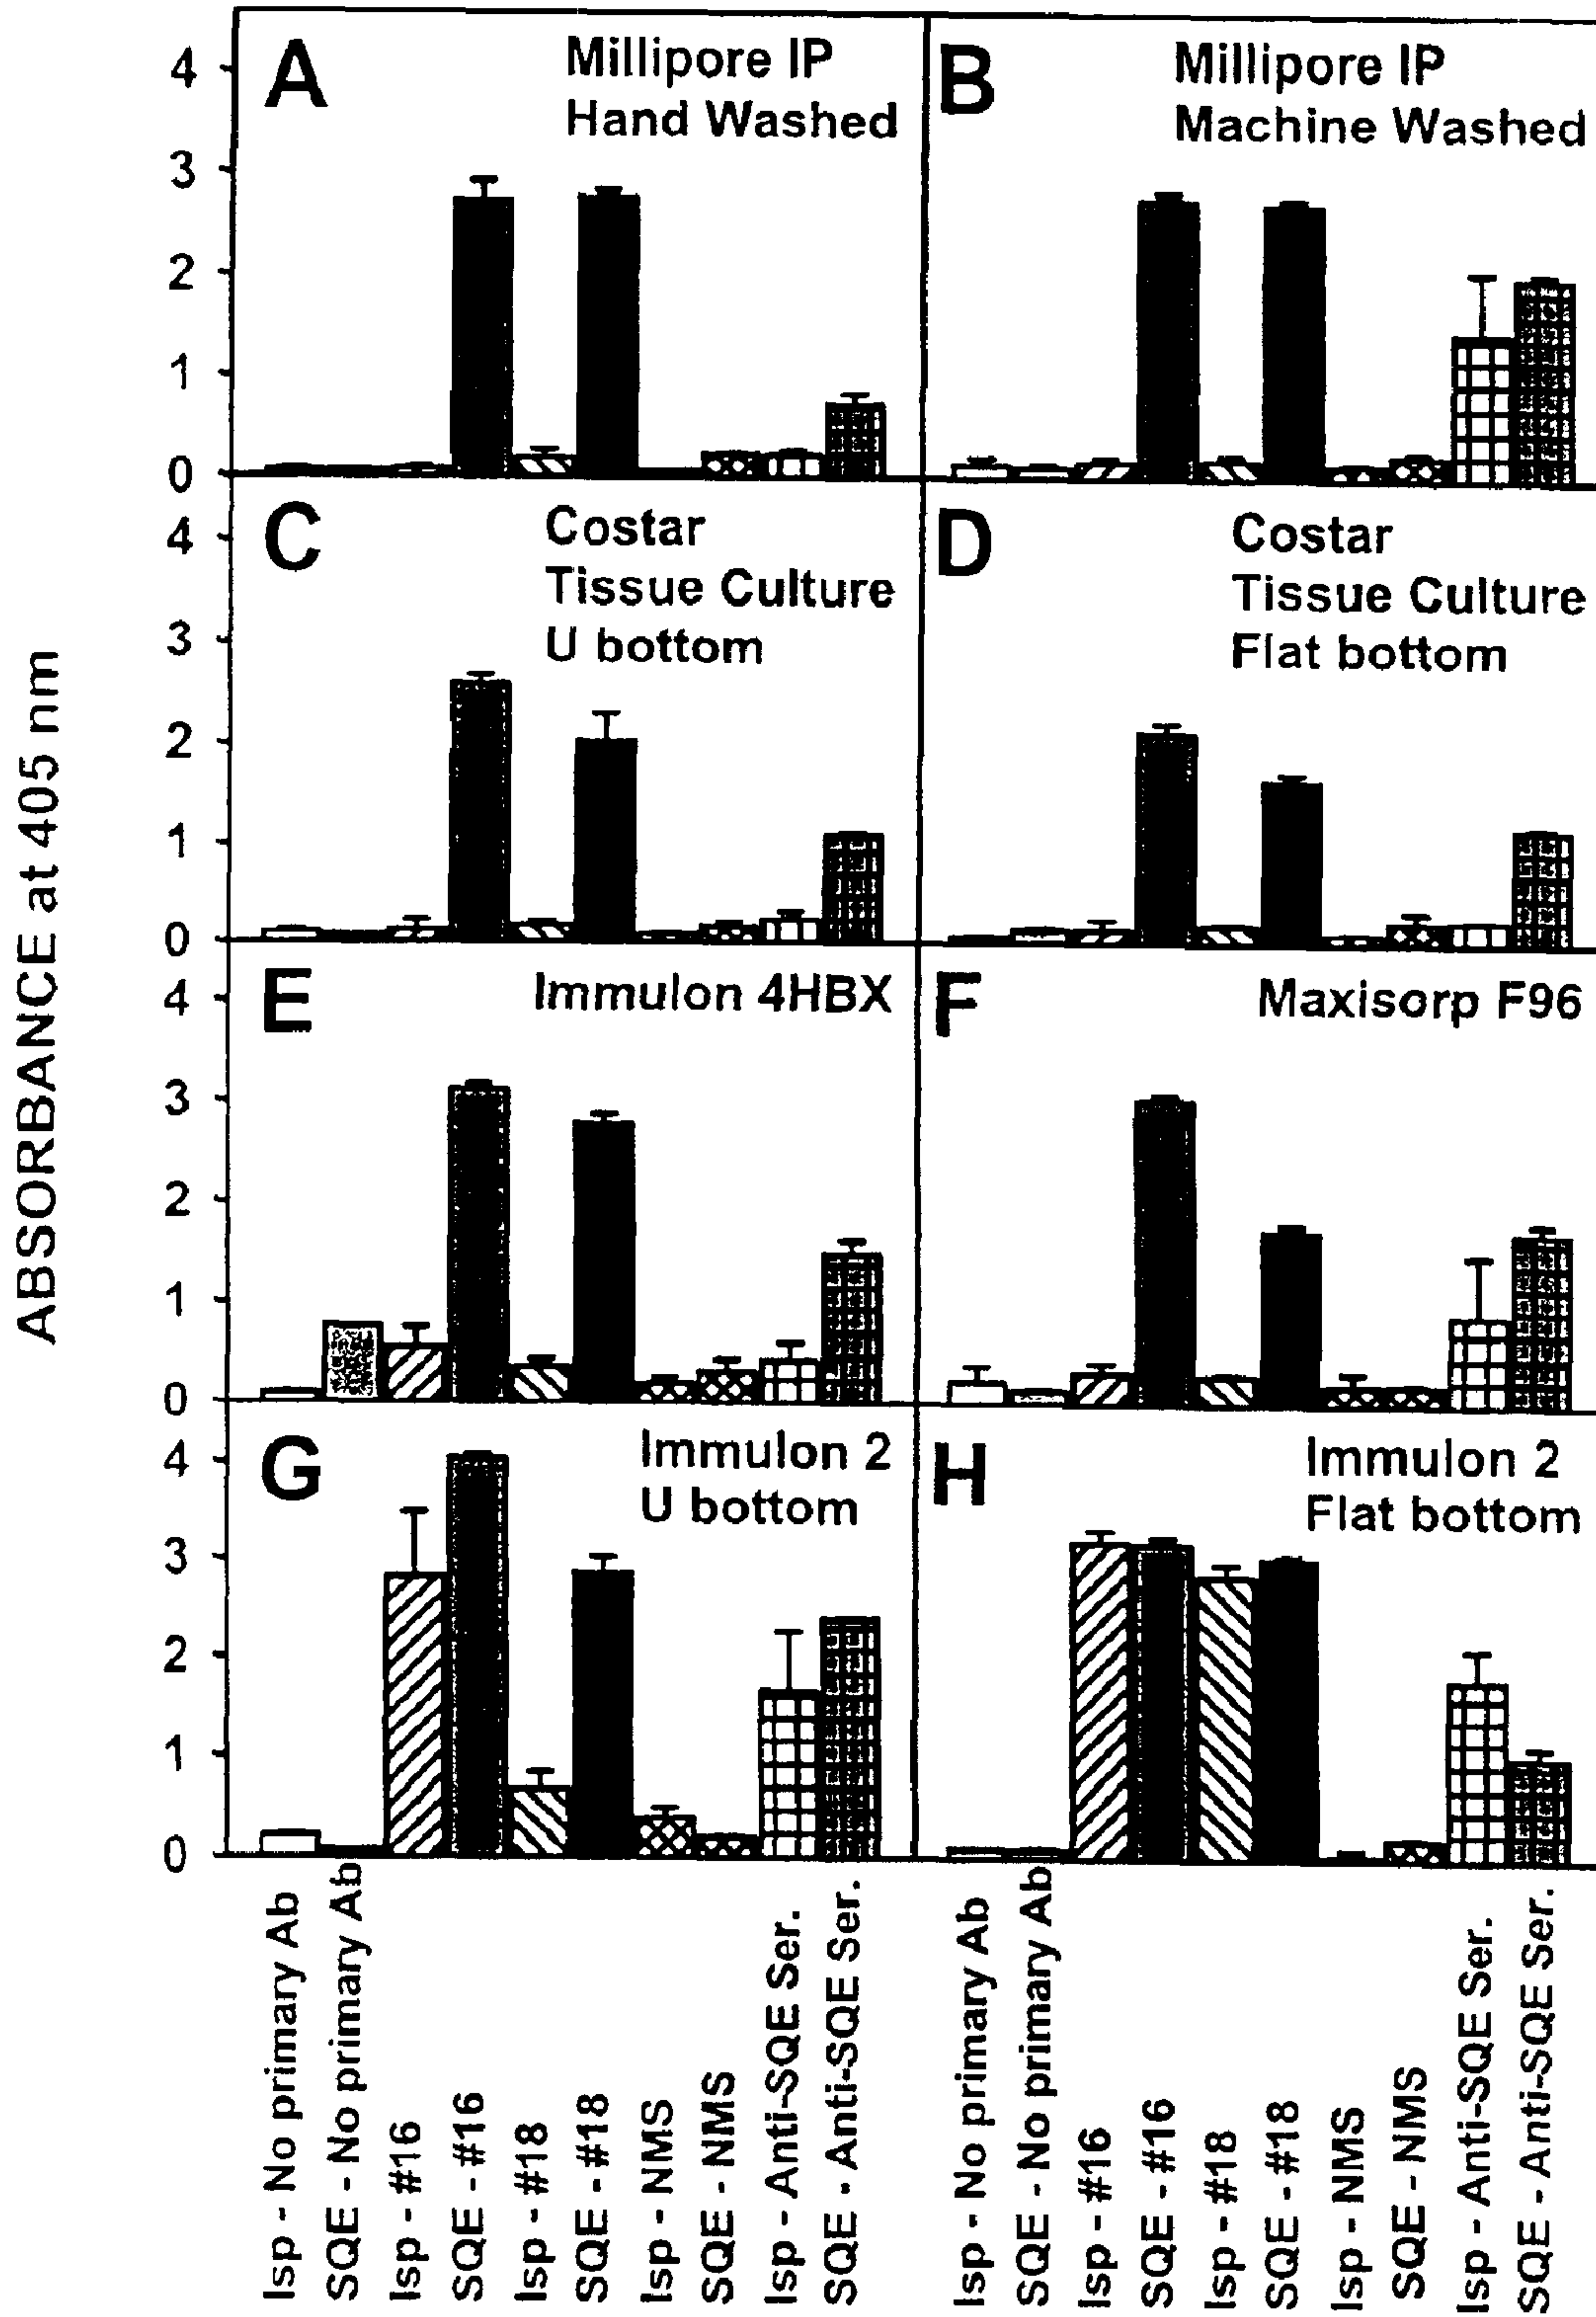 ABSORBANCE at 405 nm
A
Millipore IP
Hand Washed
4
3
2
1
0
B
Millipore IP
Machine Washed
C
Costar
Tissue Culture
U bottom
4
3
2
1
0
D
Costar
Tissue Culture
Flat bottom
E
Immulon 4HBX
4
3
2
1
0
F
Maxisorp F96
G
Immulon 2
U bottom
4
3
2
1
0
H
Immulon 2
Flat bottom
Isp - No primary Ab
SQE - No primary Ab
Isp - #16
SQE - #16
Isp - #18
SQE - #18
Isp - NMS
SQE - NMS
Isp - Anti-SQE Ser.
SQE - Anti-SQE Ser.
Isp - No primary Ab
SQE - No primary Ab
Isp - #16
SQE - #16
Isp - #18
SQE - #18
Isp - NMS
SQE - NMS
Isp - Anti-SQE Ser.
SQE - Anti-SQE Ser.